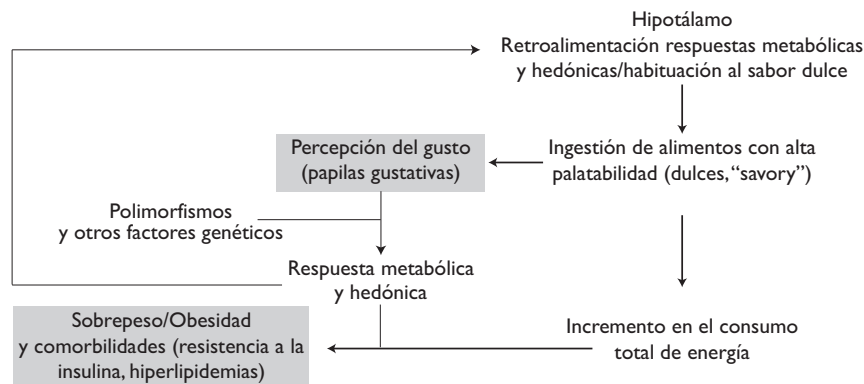 Hipotálamo
Retroalimentación respuestas metabólicas
y hedónicas/habituación al sabor dulce
Percepción del gusto
(papilas gustativas)
Ingestión de alimentos con alta
palatabilidad (dulces, “savory”)
Polimorfismos
y otros factores genéticos
Respuesta metabólica
y hedónica
Sobrepeso/Obesidad
y comorbilidades (resistencia a la
insulina, hiperlipidemias)
Incremento en el consumo
total de energía